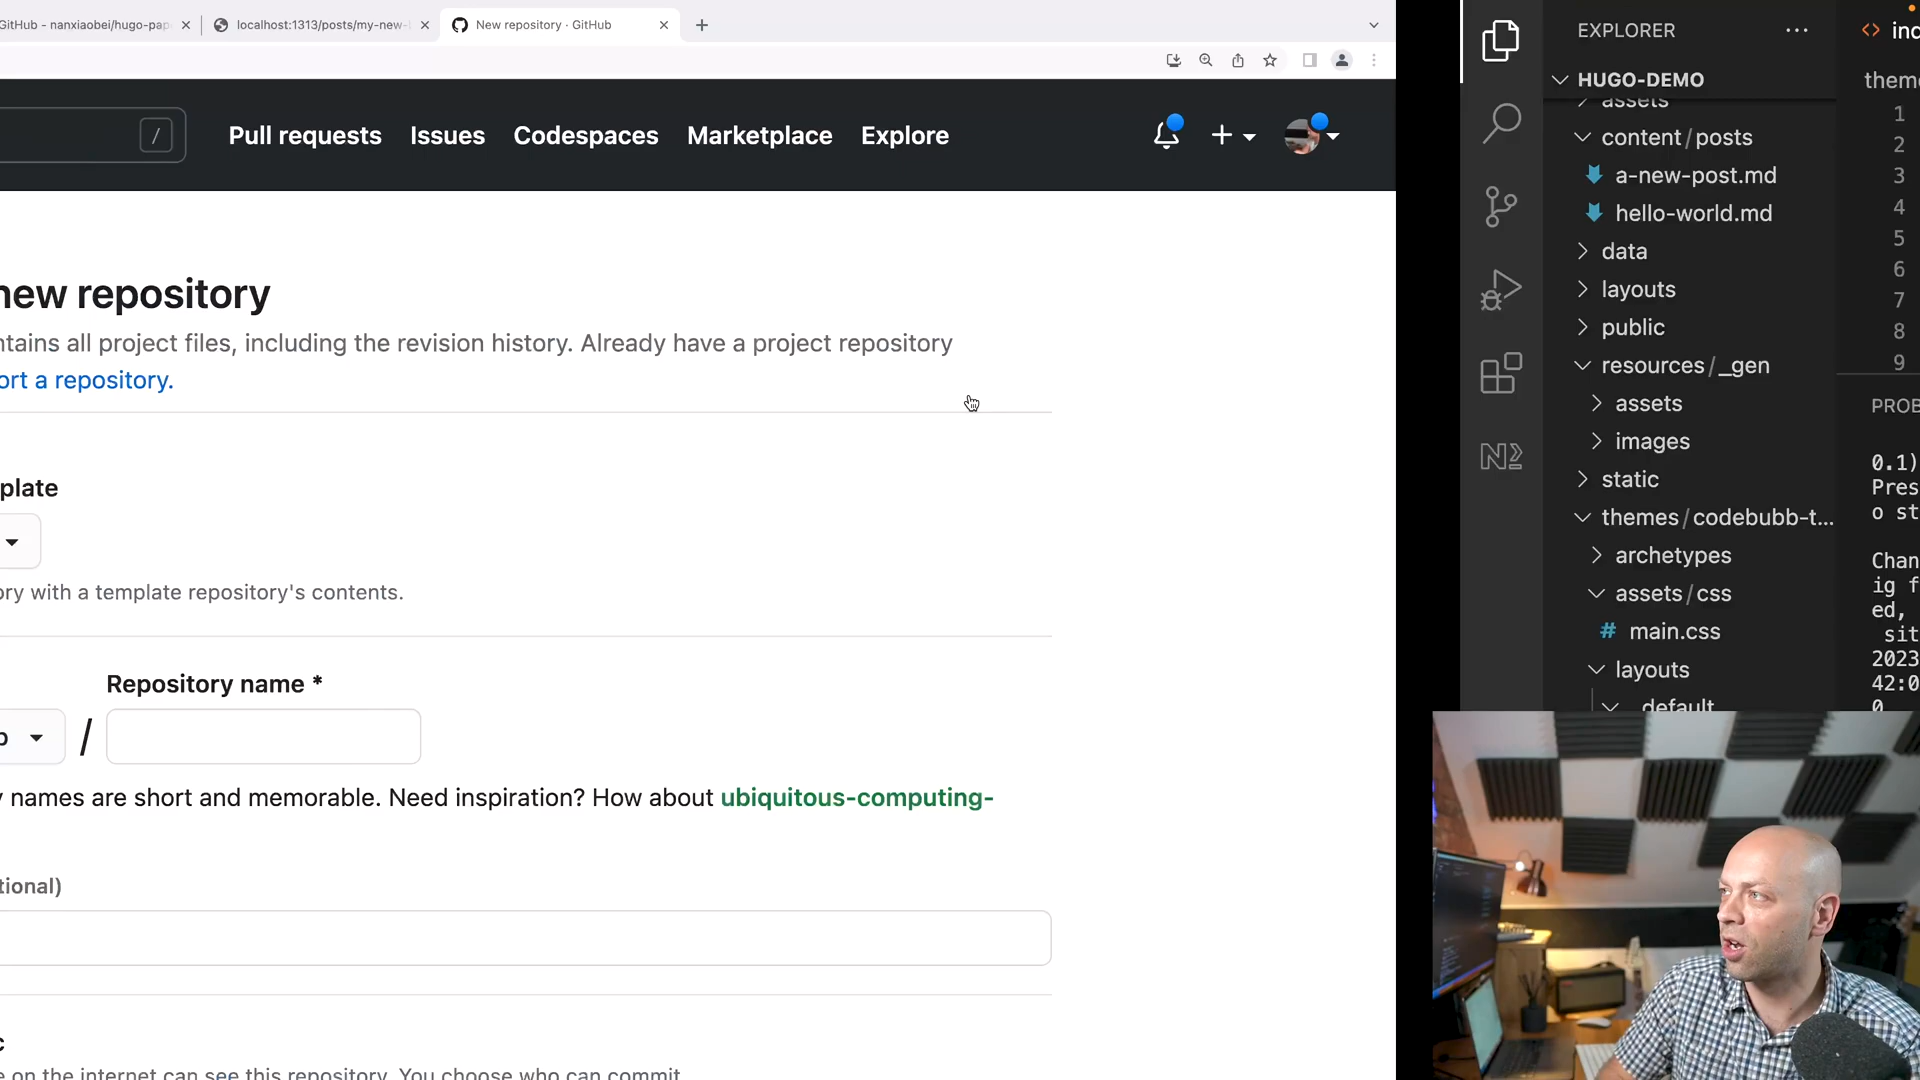 GitHub - nanxiaobei/hugo-pap
localhost:1313/posts/my-new-
New repository · GitHub
/
Pull requests
Issues
Codespaces
Marketplace
Explore
new repository
ntains all project files, including the revision history. Already have a project repository
ort a repository.
plate
ory with a template repository's contents.
Repository name *
/
y names are short and memorable. Need inspiration? How about ubiquitous-computing-
tional)
e on the internet can see this repository. You choose who can commit.
EXPLORER
HUGO-DEMO
assets
content / posts
a-new-post.md
hello-world.md
data
layouts
public
resources / _gen
assets
images
static
themes / codebubb-t...
archetypes
assets / css
# main.css
layouts
_default
<> ind
theme
1
2
3
4
5
6
7
8
9
PROB
0.1)
Pres
o st
Chan
ig f
ed,
sit
2023
42:0
0